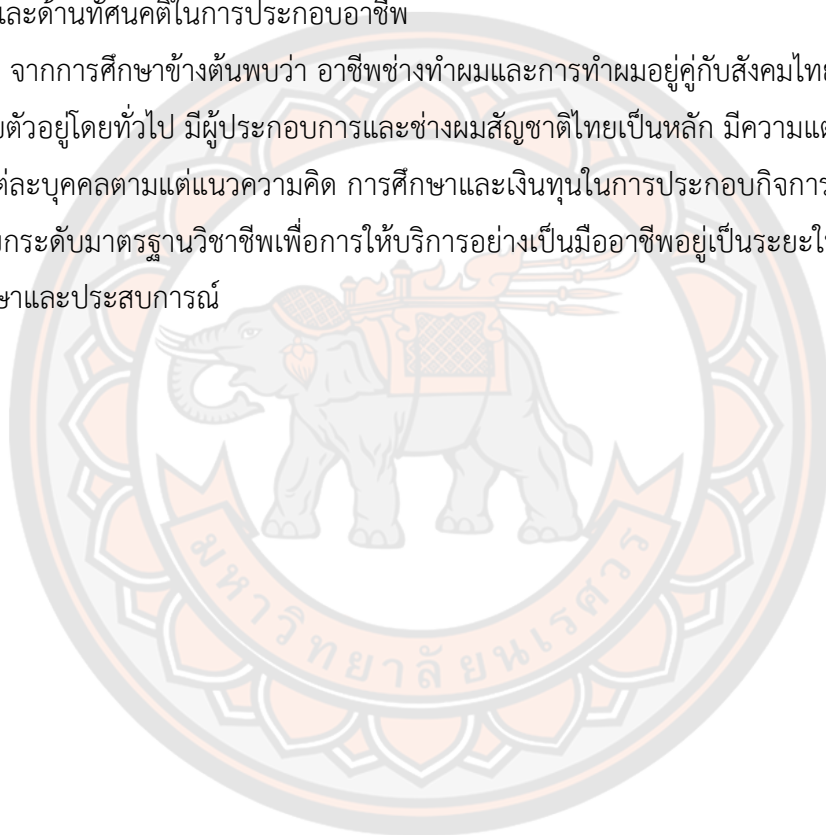 และด้านทัศนคติในการประกอบอาชีพ
จากการศึกษาข้างต้นพบว่า อาชีพช่างทำผมและการทำผมอยู่คู่กับสังคมไทย
ตัวอยู่โดยทั่วไป มีผู้ประกอบการและช่างผมสัญชาติไทยเป็นหลัก มีความแต
ต่ละบุคคลตามแต่แนวความคิด การศึกษาและเงินทุนในการประกอบกิจการ
กระดับมาตรฐานวิชาชีพเพื่อการให้บริการอย่างเป็นมืออาชีพอยู่เป็นระยะใ
ษาและประสบการณ์
มหาวิทยาลัยนเรศวร